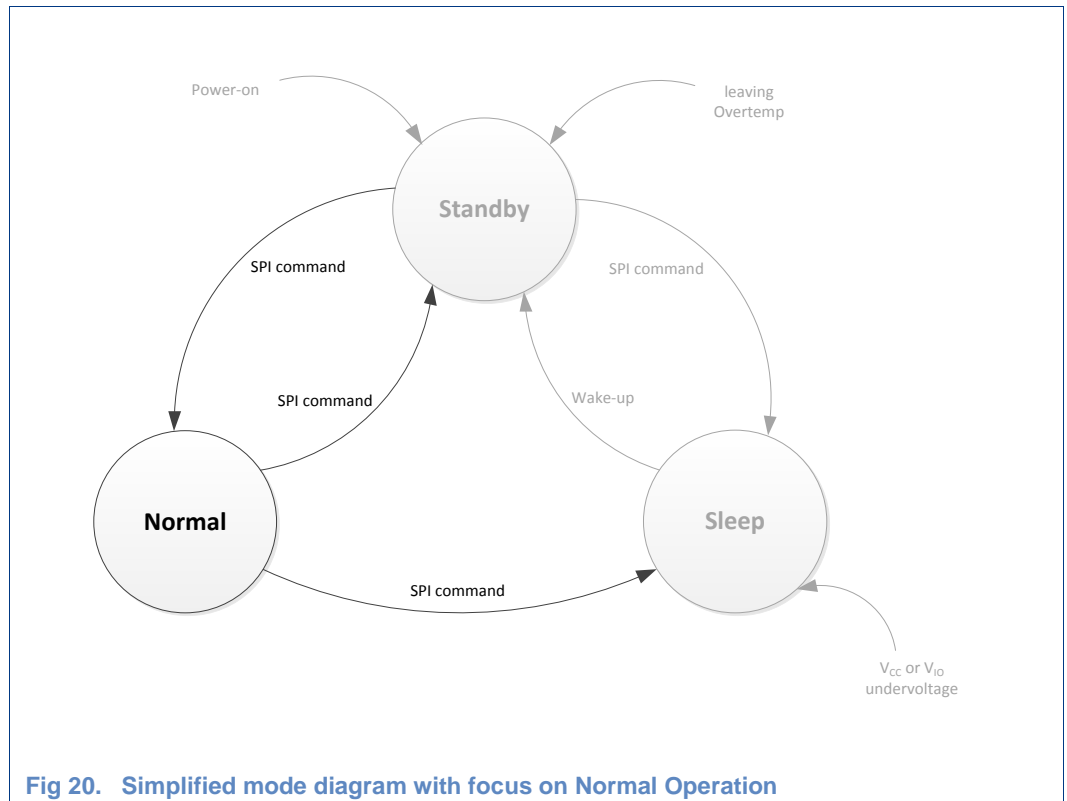 Power-on
leaving
Overtemp
Standby
SPI command
SPI command
SPI command
Wake-up
Normal
Sleep
SPI command
VCC or VIO
undervoltage
Fig 20. Simplified mode diagram with focus on Normal Operation